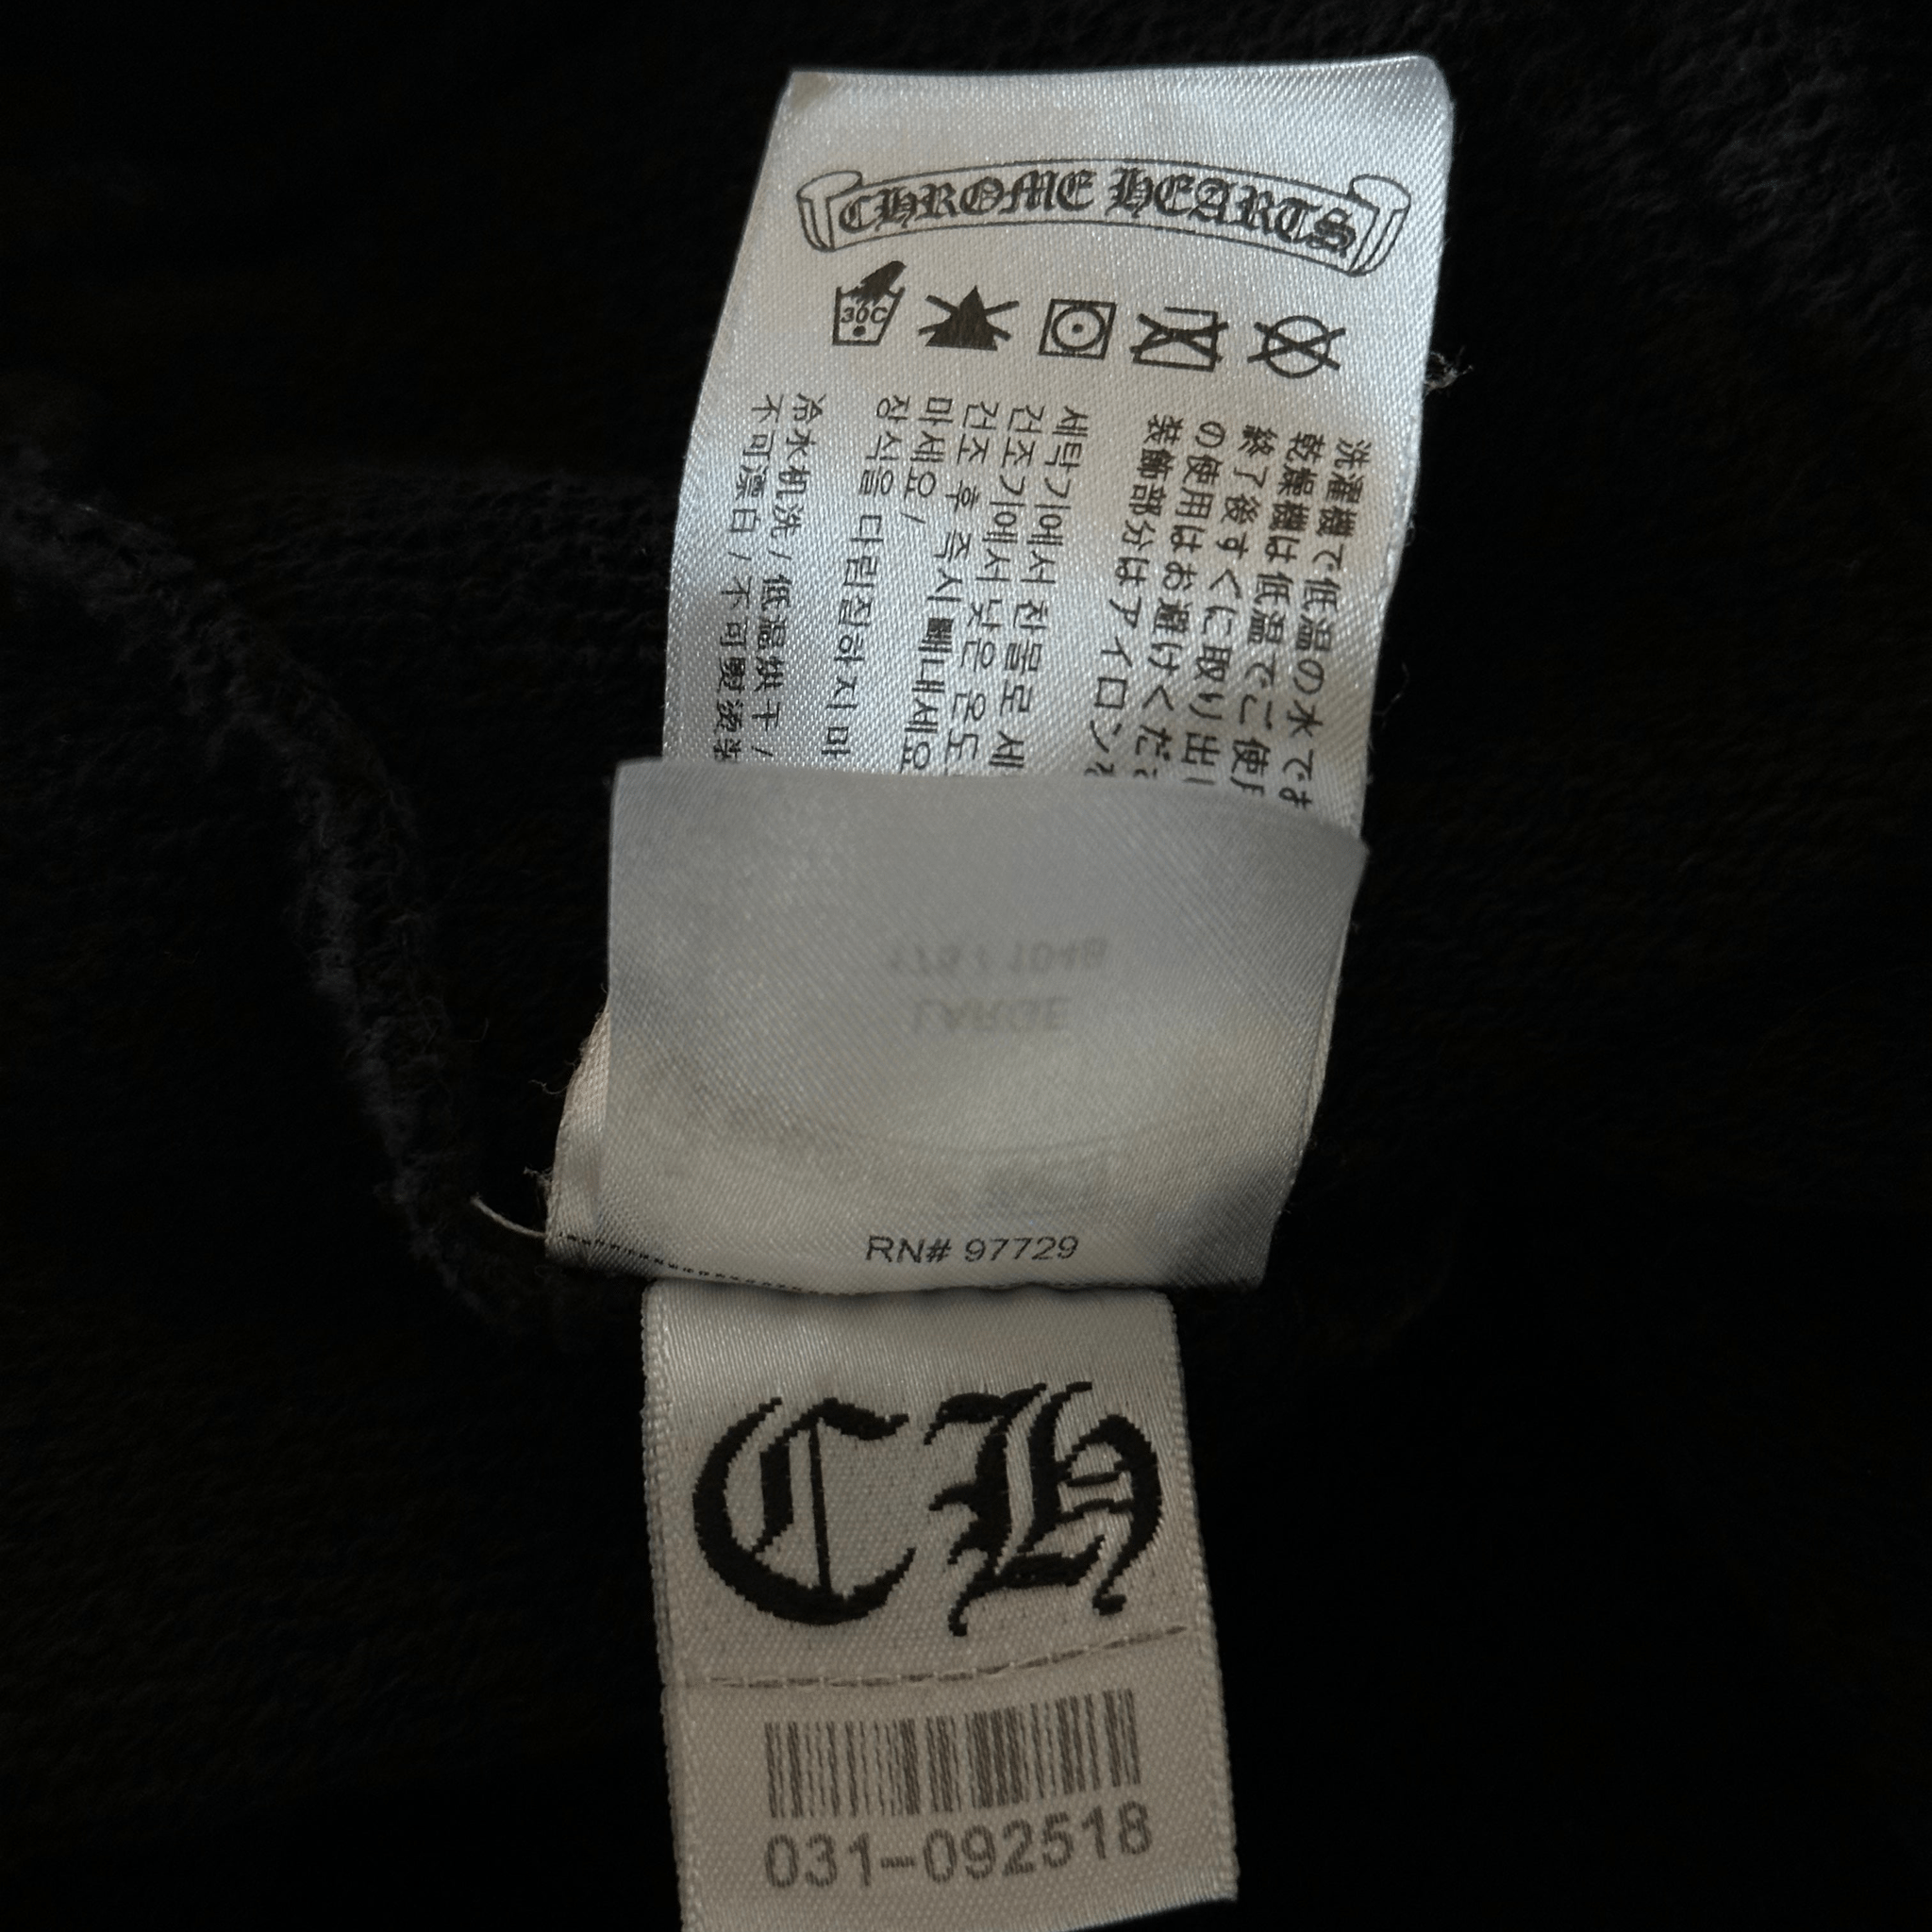 CHROME HEARTS
30C
洗濯機で低温の水です
乾燥機は低温でご使用
終了後すぐに取り出し
の使用はお避けくださ
装飾部分はアイロンを
세탁기에서 찬물로 세
건조기에서 낮은 온도
건조 후 즉시 빼내세요
마세요 /
장식을 다림질하지 마
冷水机洗 / 低温烘干 /
不可漂白 / 不可熨烫装
LARGE
RN# 97729
CH
031-092518